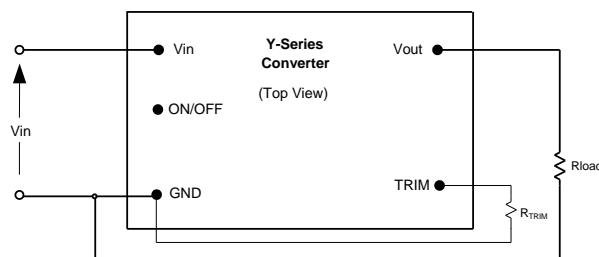 Y-Series
Converter
(Top View)
Vin
Vout
ON/OFF
Vin
Rload
GND
TRIM
RTRIM